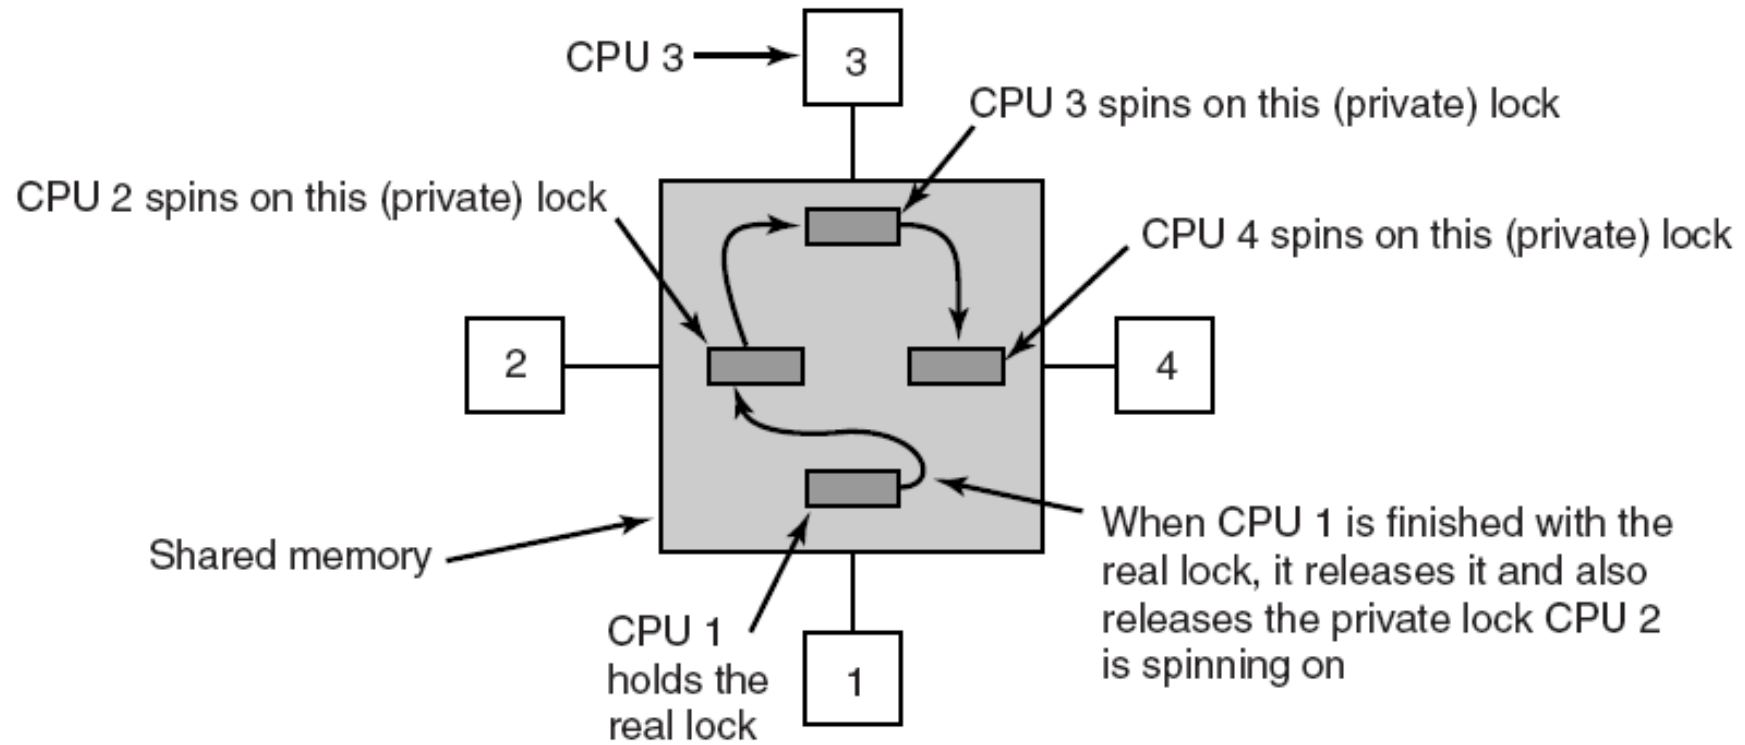 CPU 3
3
CPU 3 spins on this (private) lock
CPU 2 spins on this (private) lock
CPU 4 spins on this (private) lock
2
4
Shared memory
CPU 1
holds the
real lock
1
When CPU 1 is finished with the
real lock, it releases it and also
releases the private lock CPU 2
is spinning on